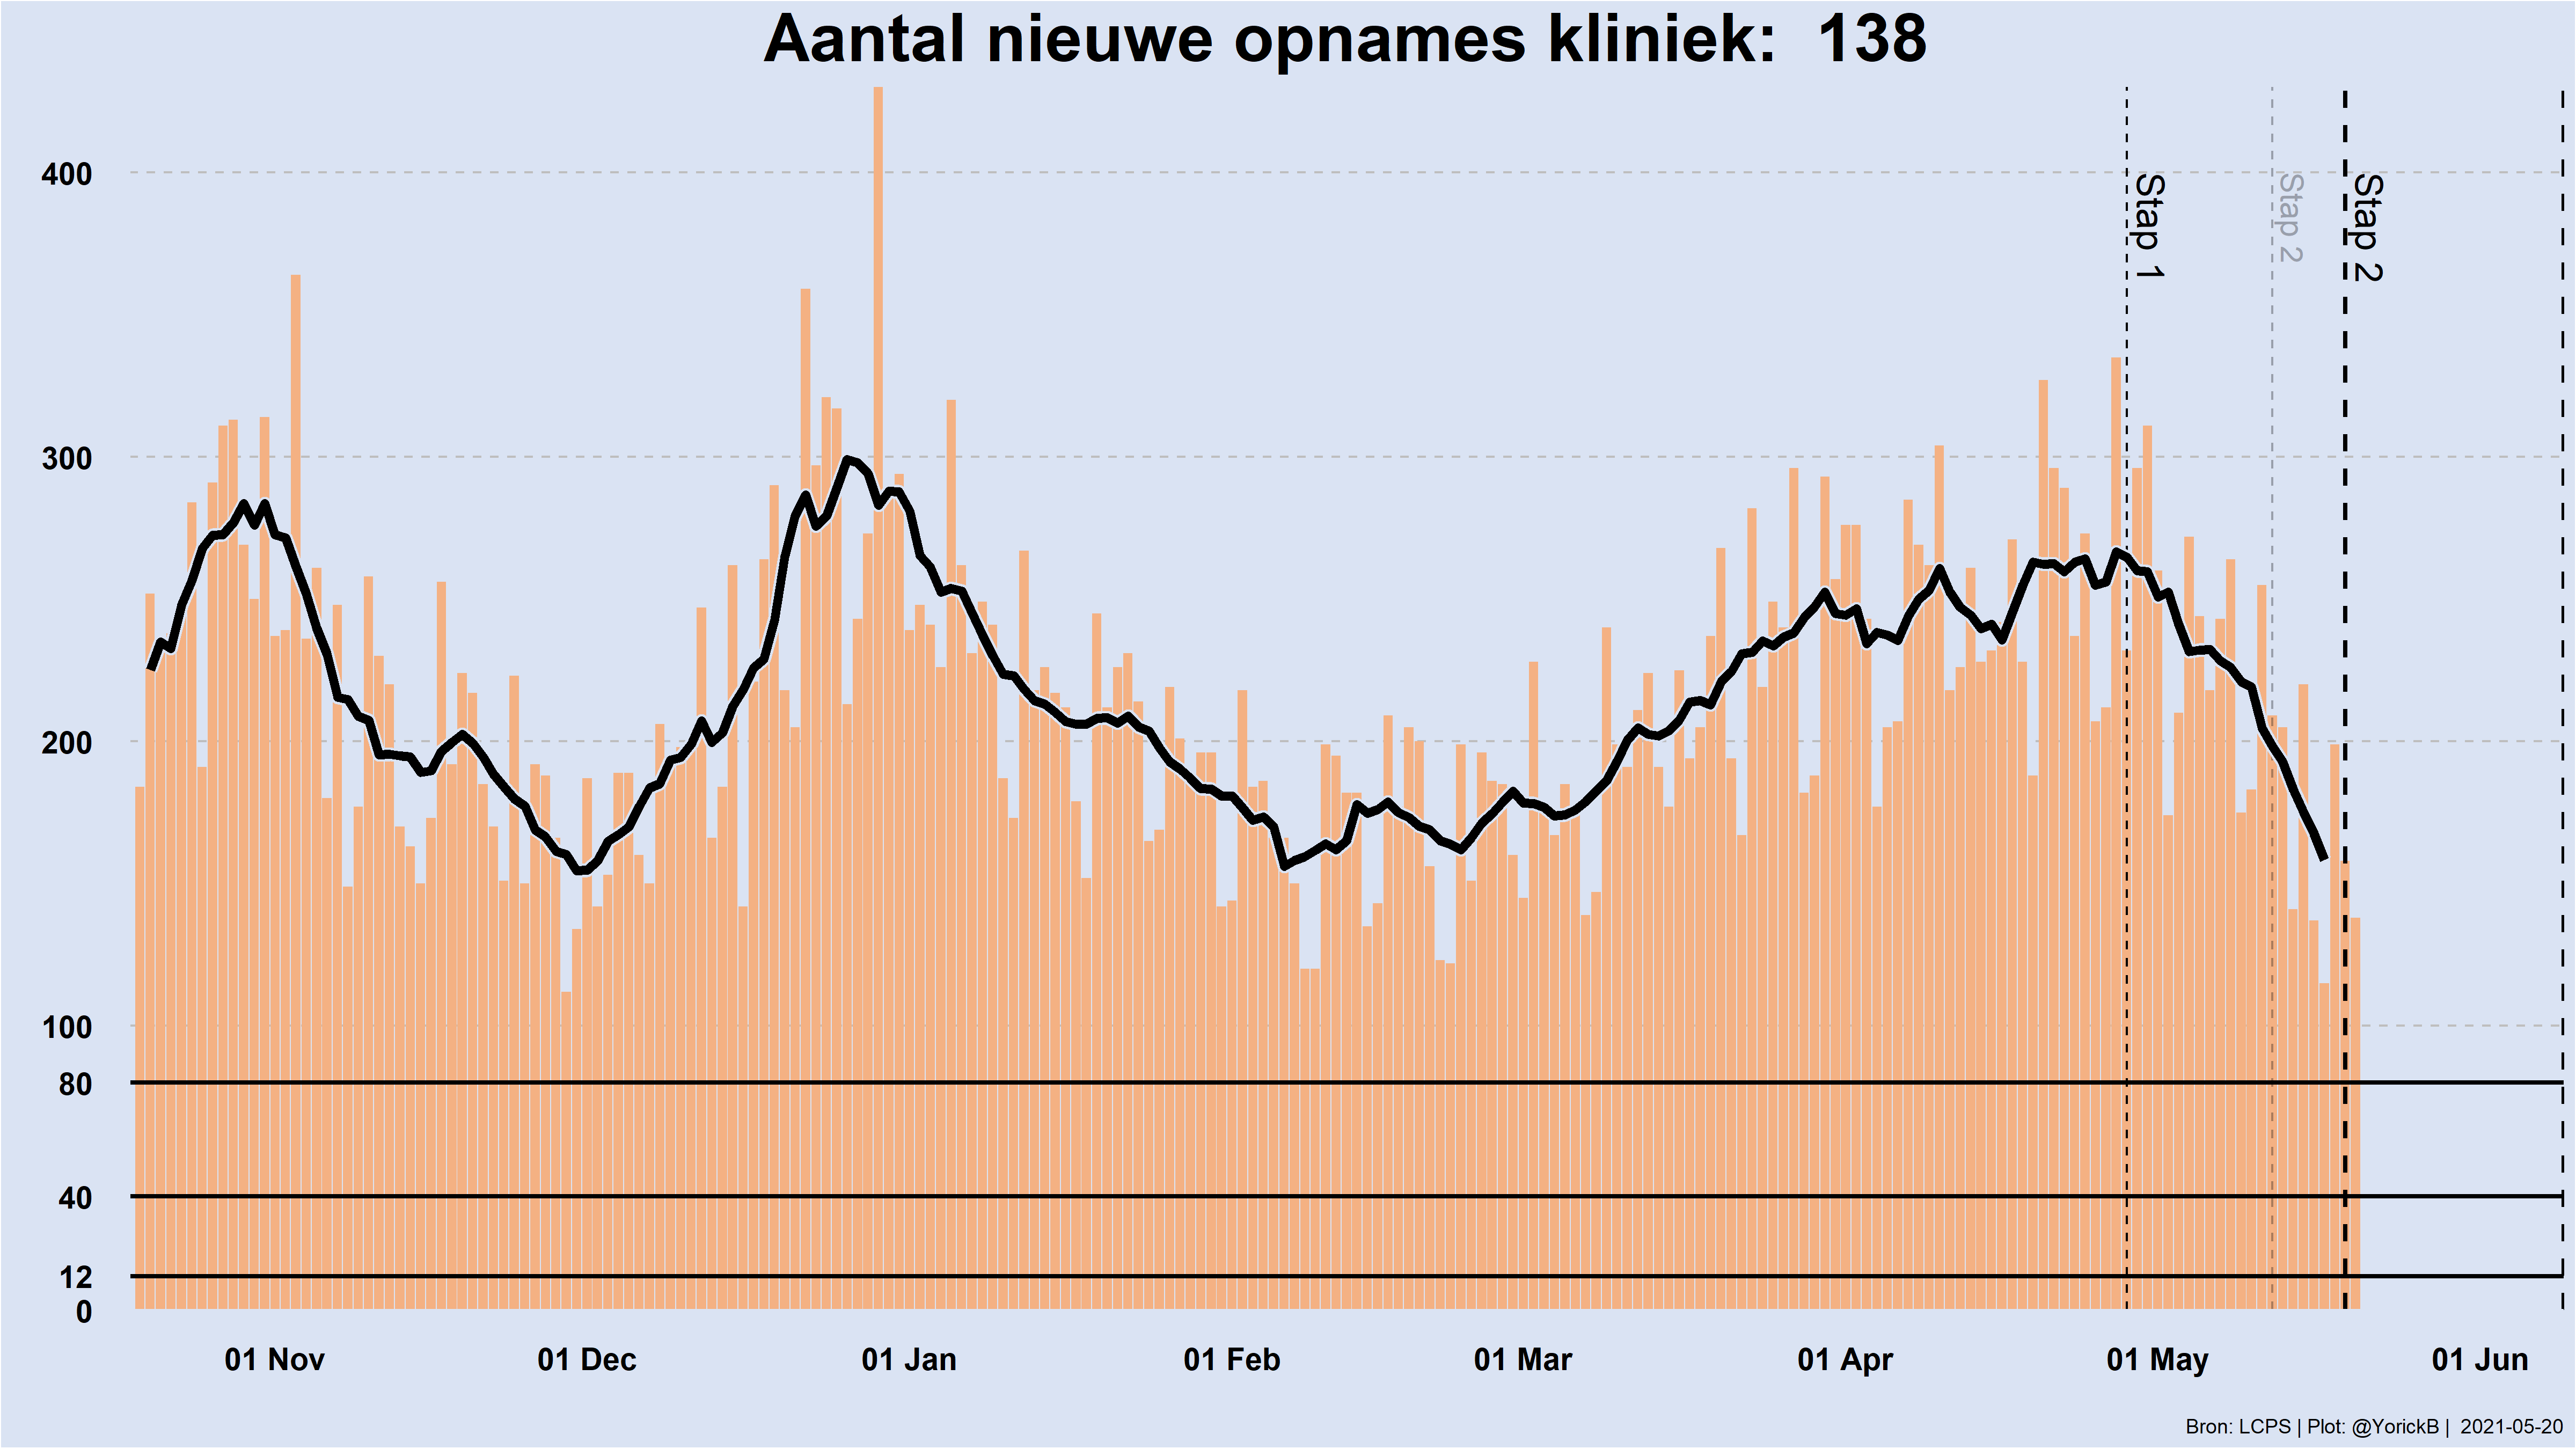 Aantal nieuwe opnames kliniek:  138
400
300
200
100
80
40
12
0
Stap 1
Stap 2
Stap 2
01 Nov
01 Dec
01 Jan
01 Feb
01 Mar
01 Apr
01 May
01 Jun
Bron: LCPS | Plot: @YorickB |  2021-05-20